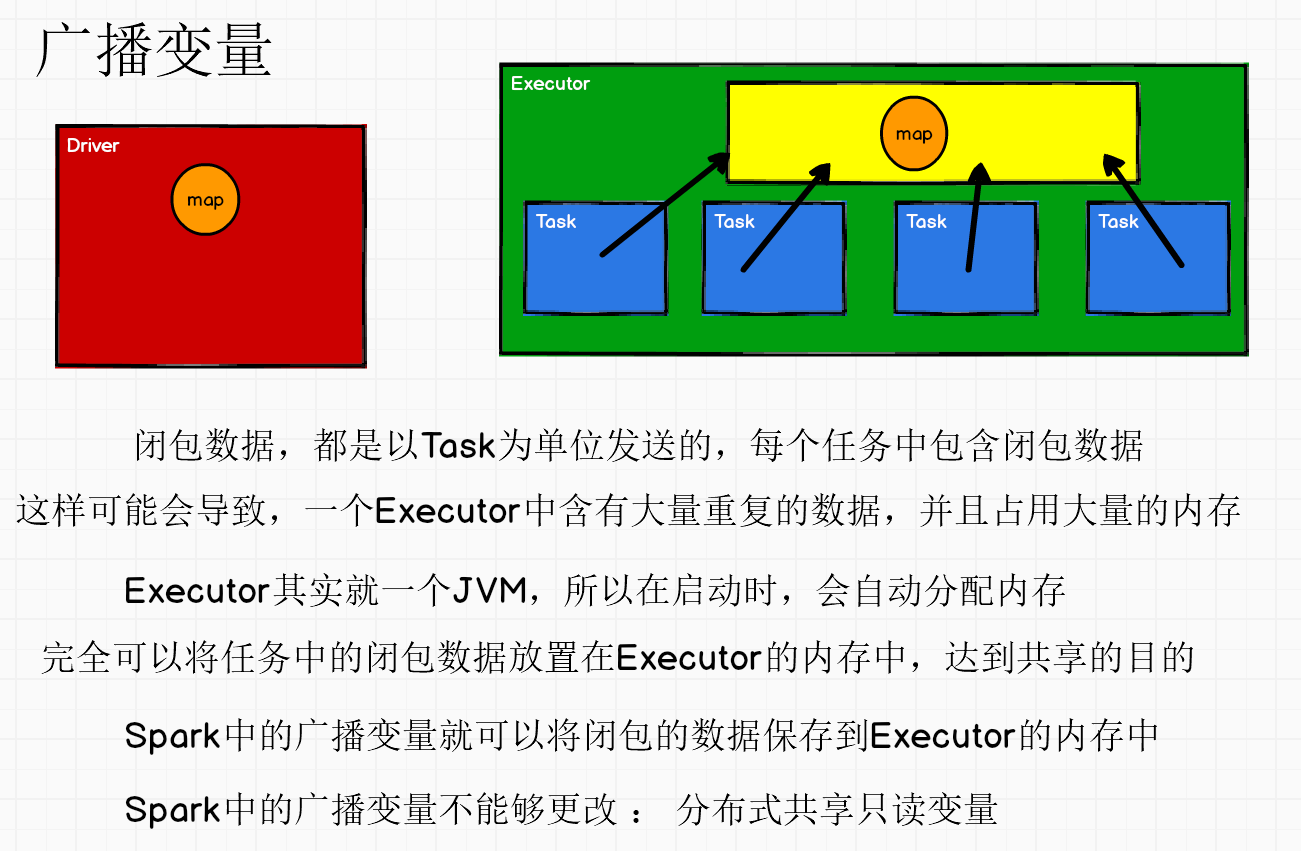 广播变量
Executor
map
Driver
map
Task
Task
Task
Task
闭包数据，都是以Task为单位发送的，每个任务中包含闭包数据
这样可能会导致，一个Executor中含有大量重复的数据，并且占用大量的内存
Executor其实就一个JVM，所以在启动时，会自动分配内存
完全可以将任务中的闭包数据放置在Executor的内存中，达到共享的目的
Spark中的广播变量就可以将闭包的数据保存到Executor的内存中
Spark中的广播变量不能够更改 ： 分布式共享只读变量